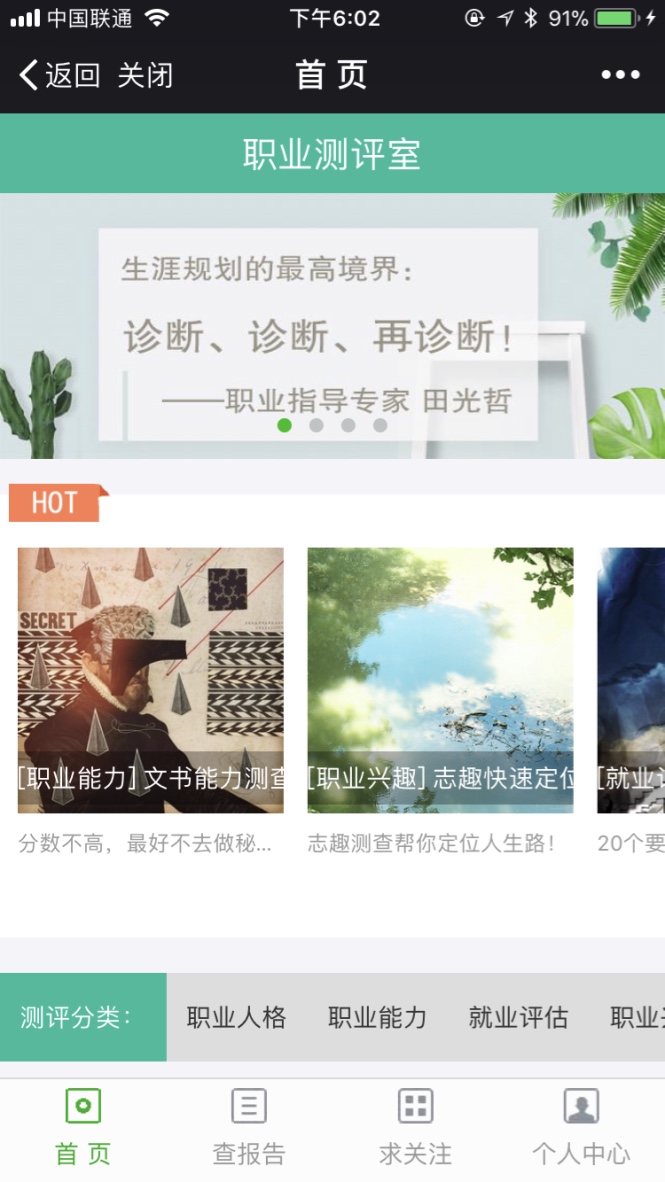 中国联通
下午6:02
91%
返回 关闭
首 页
职业测评室
生涯规划的最高境界:
诊断、诊断、再诊断!
——职业指导专家 田光哲
HOT
SECRET
[职业能力] 文书能力测查
[职业兴趣] 志趣快速定位
[就业
分数不高，最好不去做秘...
志趣测查帮你定位人生路！
20个要
测评分类：
职业人格
职业能力
就业评估
职业
首 页
查报告
求关注
个人中心